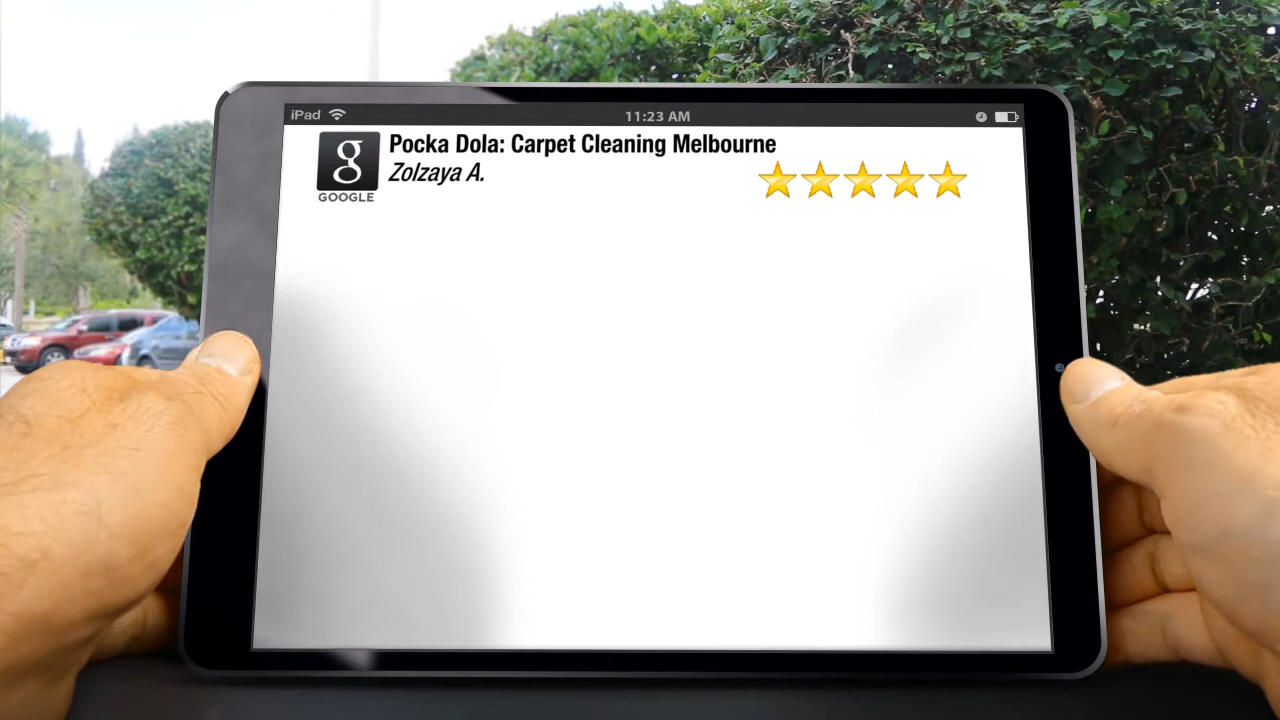 iPad 11:23 AM
Pocka Dola: Carpet Cleaning Melbourne
Zolzaya A.
g
GOOGLE